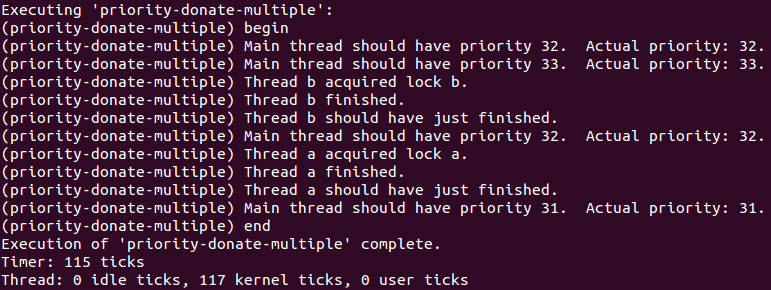 Executing 'priority-donate-multiple':
(priority-donate-multiple) begin
(priority-donate-multiple) Main thread should have priority 32.  Actual priority: 32.
(priority-donate-multiple) Main thread should have priority 33.  Actual priority: 33.
(priority-donate-multiple) Thread b acquired lock b.
(priority-donate-multiple) Thread b finished.
(priority-donate-multiple) Thread b should have just finished.
(priority-donate-multiple) Main thread should have priority 32.  Actual priority: 32.
(priority-donate-multiple) Thread a acquired lock a.
(priority-donate-multiple) Thread a finished.
(priority-donate-multiple) Thread a should have just finished.
(priority-donate-multiple) Main thread should have priority 31.  Actual priority: 31.
(priority-donate-multiple) end
Execution of 'priority-donate-multiple' complete.
Timer: 115 ticks
Thread: 0 idle ticks, 117 kernel ticks, 0 user ticks